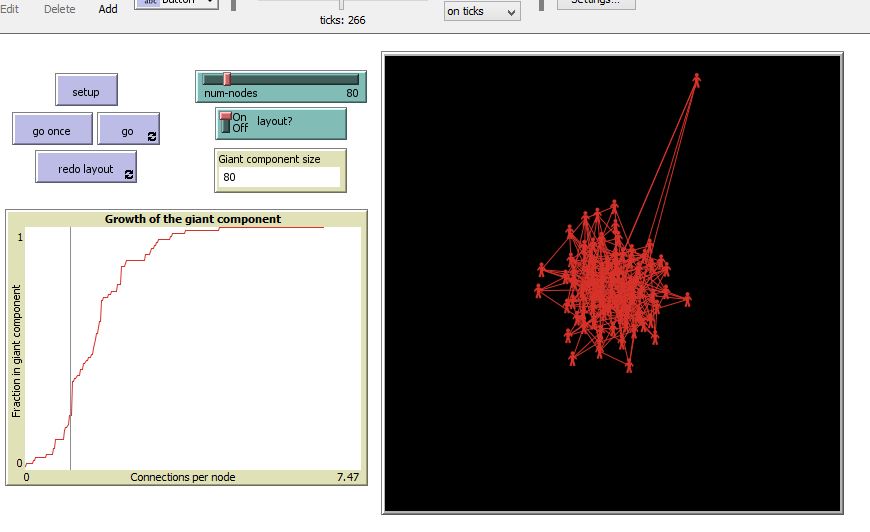 Edit Delete Add abc Button
ticks: 266
on ticks
Settings...
setup
go once
go
redo layout
num-nodes 80
On
Off
layout?
Giant component size
80
Growth of the giant component
1
Fraction in giant component
0
0
Connections per node
7.47